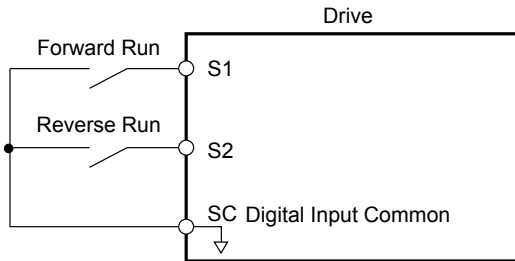 Drive
Forward Run
S1
Reverse Run
S2
SC Digital Input Common